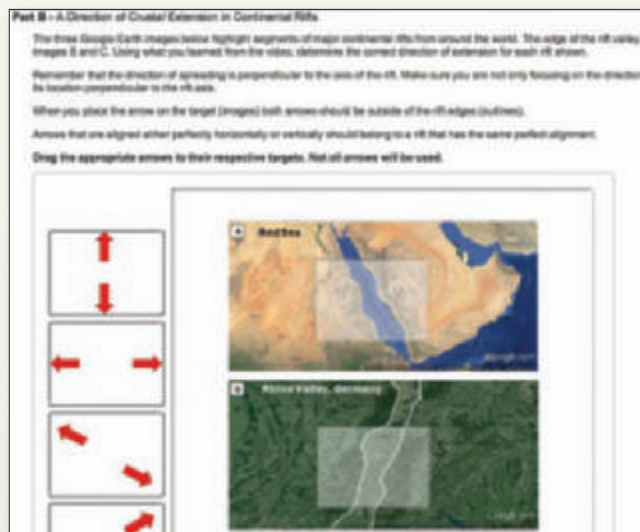 Part B - A Direction of Crustal Extension in Continental Rifts
The three Google Earth images below highlight segments of major continental rifts from around the world. The edge of the rift valley
images B and C. Using what you learned from the video, determine the correct direction of extension for each rift shown.
Remember that the direction of spreading is perpendicular to the axis of the rift. Make sure you are not only focusing on the direction
its location perpendicular to the rift axis.
When you place the arrow on the target (images) both arrows should be outside of the rift edges (outlines).
Arrows that are aligned either perfectly horizontally or vertically should belong to a rift that has the same perfect alignment.
Drag the appropriate arrows to their respective targets. Not all arrows will be used.
Red Sea
Rhine Valley, Germany